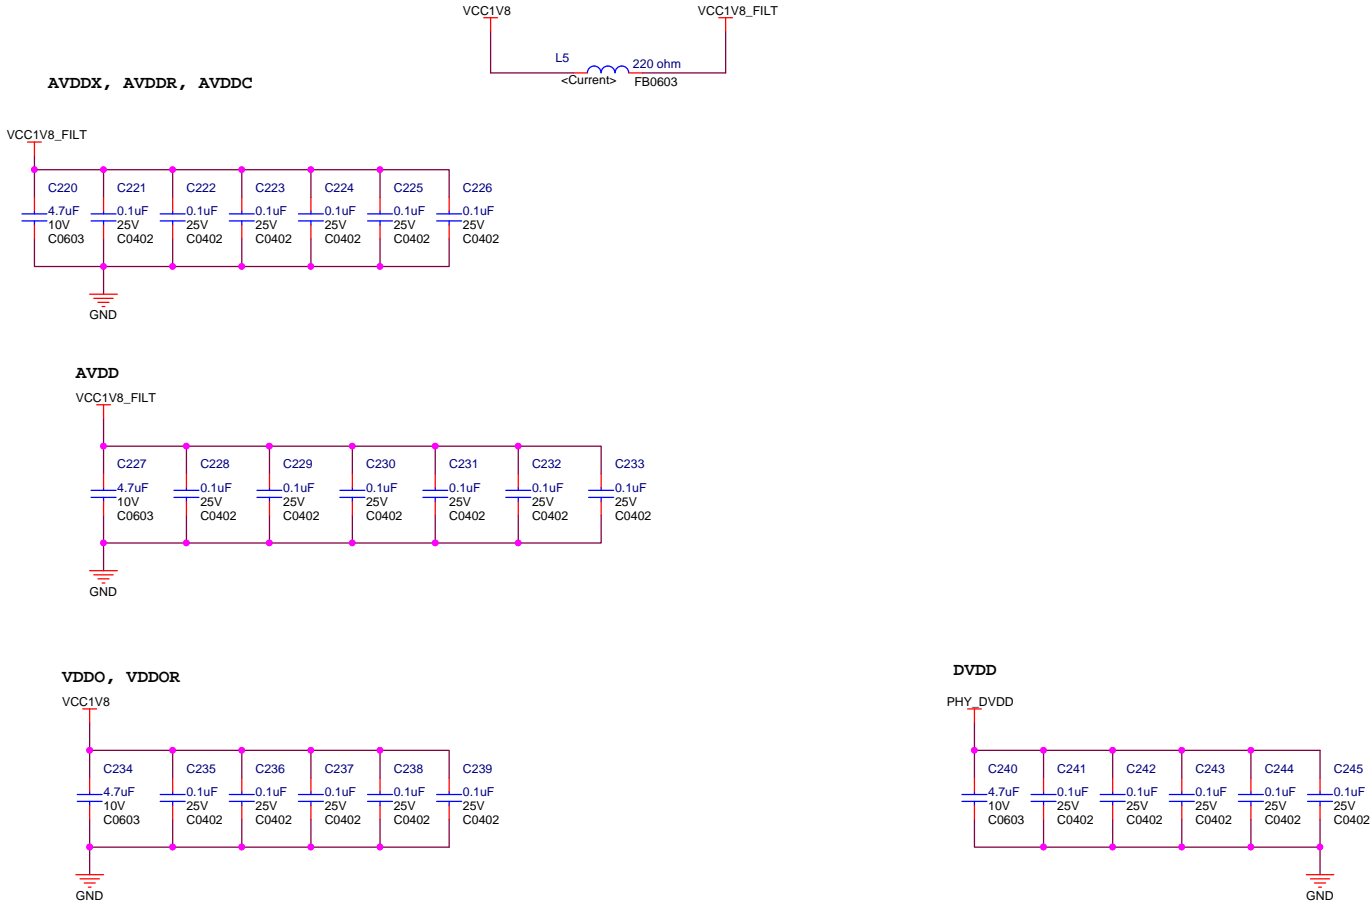 VCC1V8 VCC1V8_FILT
L5 220 ohm
<Current> FB0603
AVDDX, AVDDR, AVDDC
VCC1V8_FILT
C220 C221 C222 C223 C224 C225 C226
4.7uF 0.1uF 0.1uF 0.1uF 0.1uF 0.1uF 0.1uF
10V 25V 25V 25V 25V 25V 25V
C0603 C0402 C0402 C0402 C0402 C0402 C0402
GND
AVDD
VCC1V8_FILT
C227 C228 C229 C230 C231 C232 C233
4.7uF 0.1uF 0.1uF 0.1uF 0.1uF 0.1uF 0.1uF
10V 25V 25V 25V 25V 25V 25V
C0603 C0402 C0402 C0402 C0402 C0402 C0402
GND
VDDO, VDDOR
VCC1V8
C234 C235 C236 C237 C238 C239
4.7uF 0.1uF 0.1uF 0.1uF 0.1uF 0.1uF
10V 25V 25V 25V 25V 25V
C0603 C0402 C0402 C0402 C0402 C0402
GND
DVDD
PHY_DVDD
C240 C241 C242 C243 C244 C245
4.7uF 0.1uF 0.1uF 0.1uF 0.1uF 0.1uF
10V 25V 25V 25V 25V 25V
C0603 C0402 C0402 C0402 C0402 C0402
GND